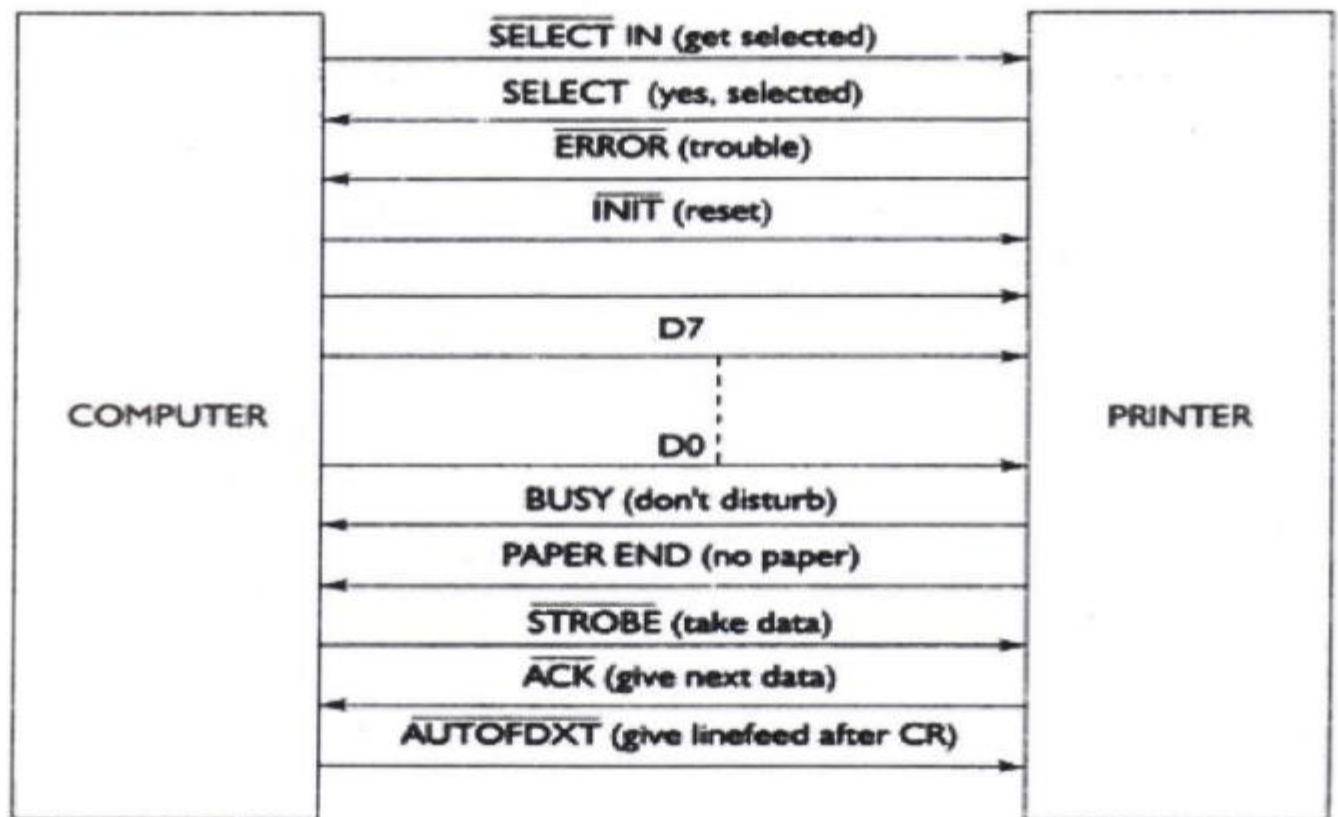 SELECT IN (get selected)
SELECT (yes, selected)
ERROR (trouble)
INIT (reset)
D7
COMPUTER
PRINTER
D0
BUSY (don't disturb)
PAPER END (no paper)
STROBE (take data)
ACK (give next data)
AUTOFDXT (give linefeed after CR)